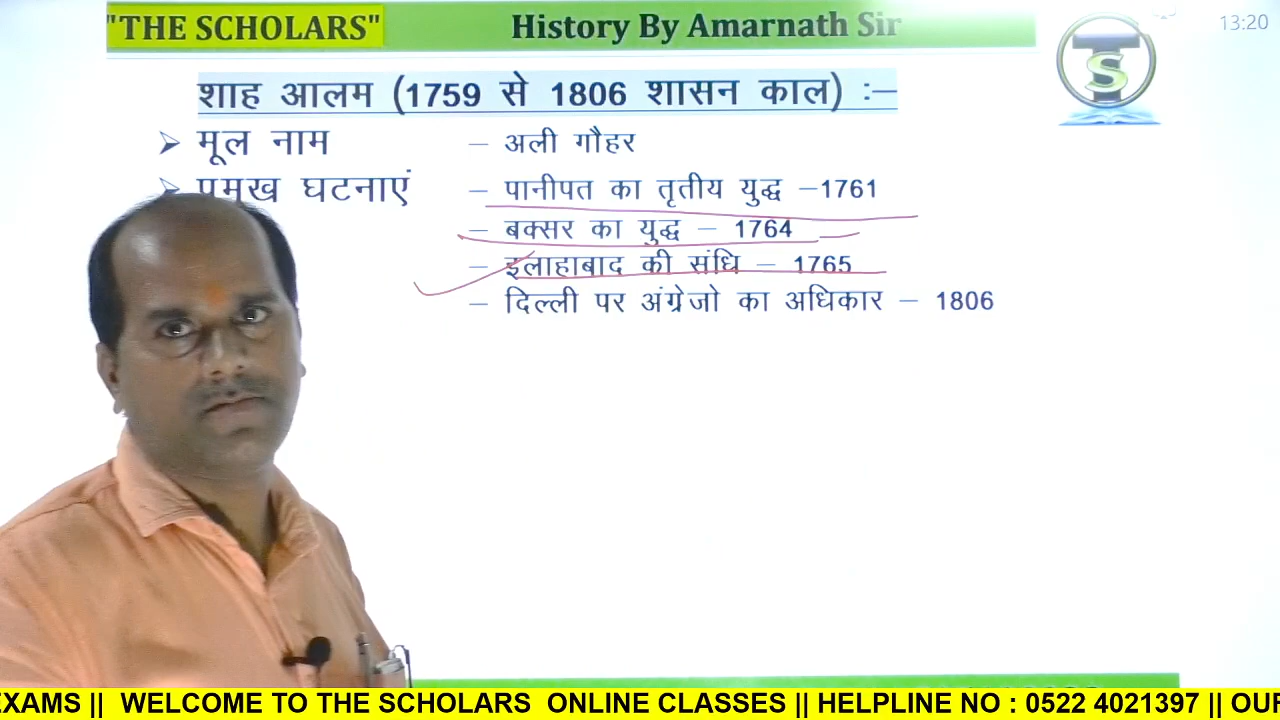 "THE SCHOLARS" History By Amarnath Sir
13:20
शाह आलम (1759 से 1806 शासन काल) :–
➢ मूल नाम – अली गौहर
➢ प्रमुख घटनाएं – पानीपत का तृतीय युद्ध –1761
– बक्सर का युद्ध – 1764
– इलाहाबाद की संधि – 1765
– दिल्ली पर अंग्रेजो का अधिकार – 1806
EXAMS || WELCOME TO THE SCHOLARS ONLINE CLASSES || HELPLINE NO : 0522 4021397 || OUR